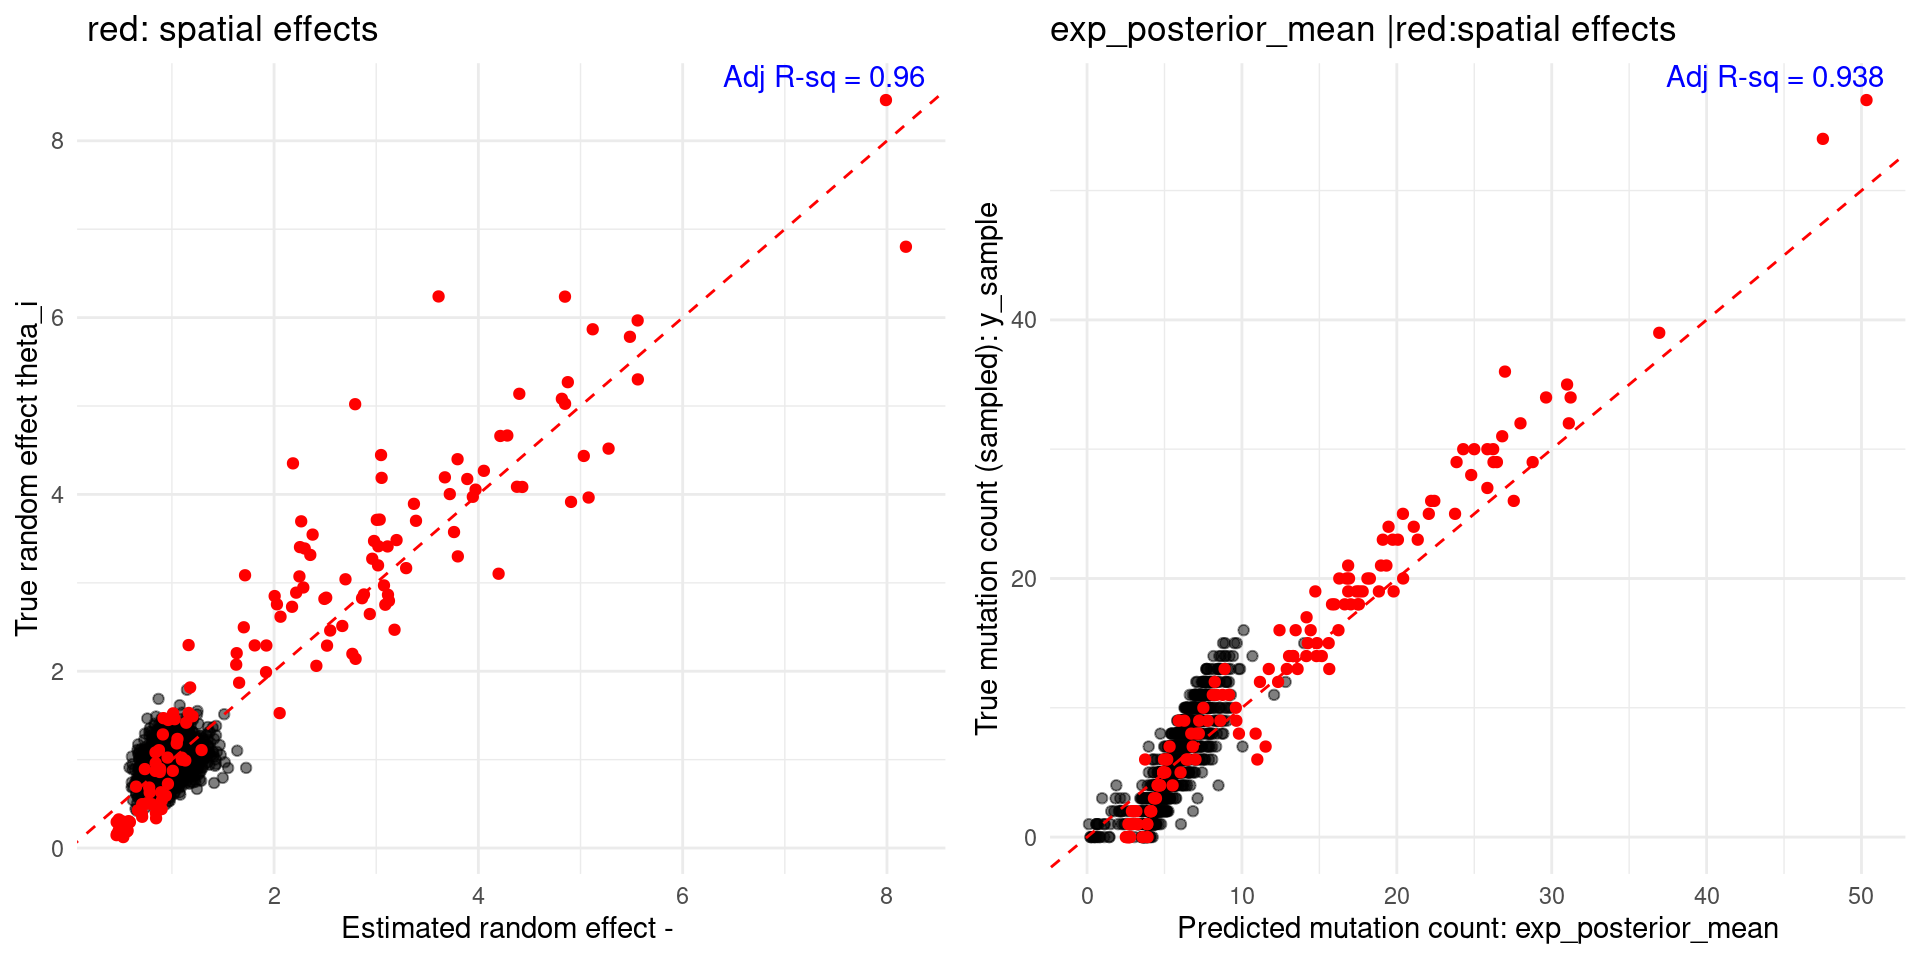 red: spatial effects
Adj R-sq = 0.96
True random effect theta_i
8
6
4
2
0
2
4
6
8
Estimated random effect -
exp_posterior_mean |red:spatial effects
Adj R-sq = 0.938
True mutation count (sampled): y_sample
40
20
0
0
10
20
30
40
50
Predicted mutation count: exp_posterior_mean